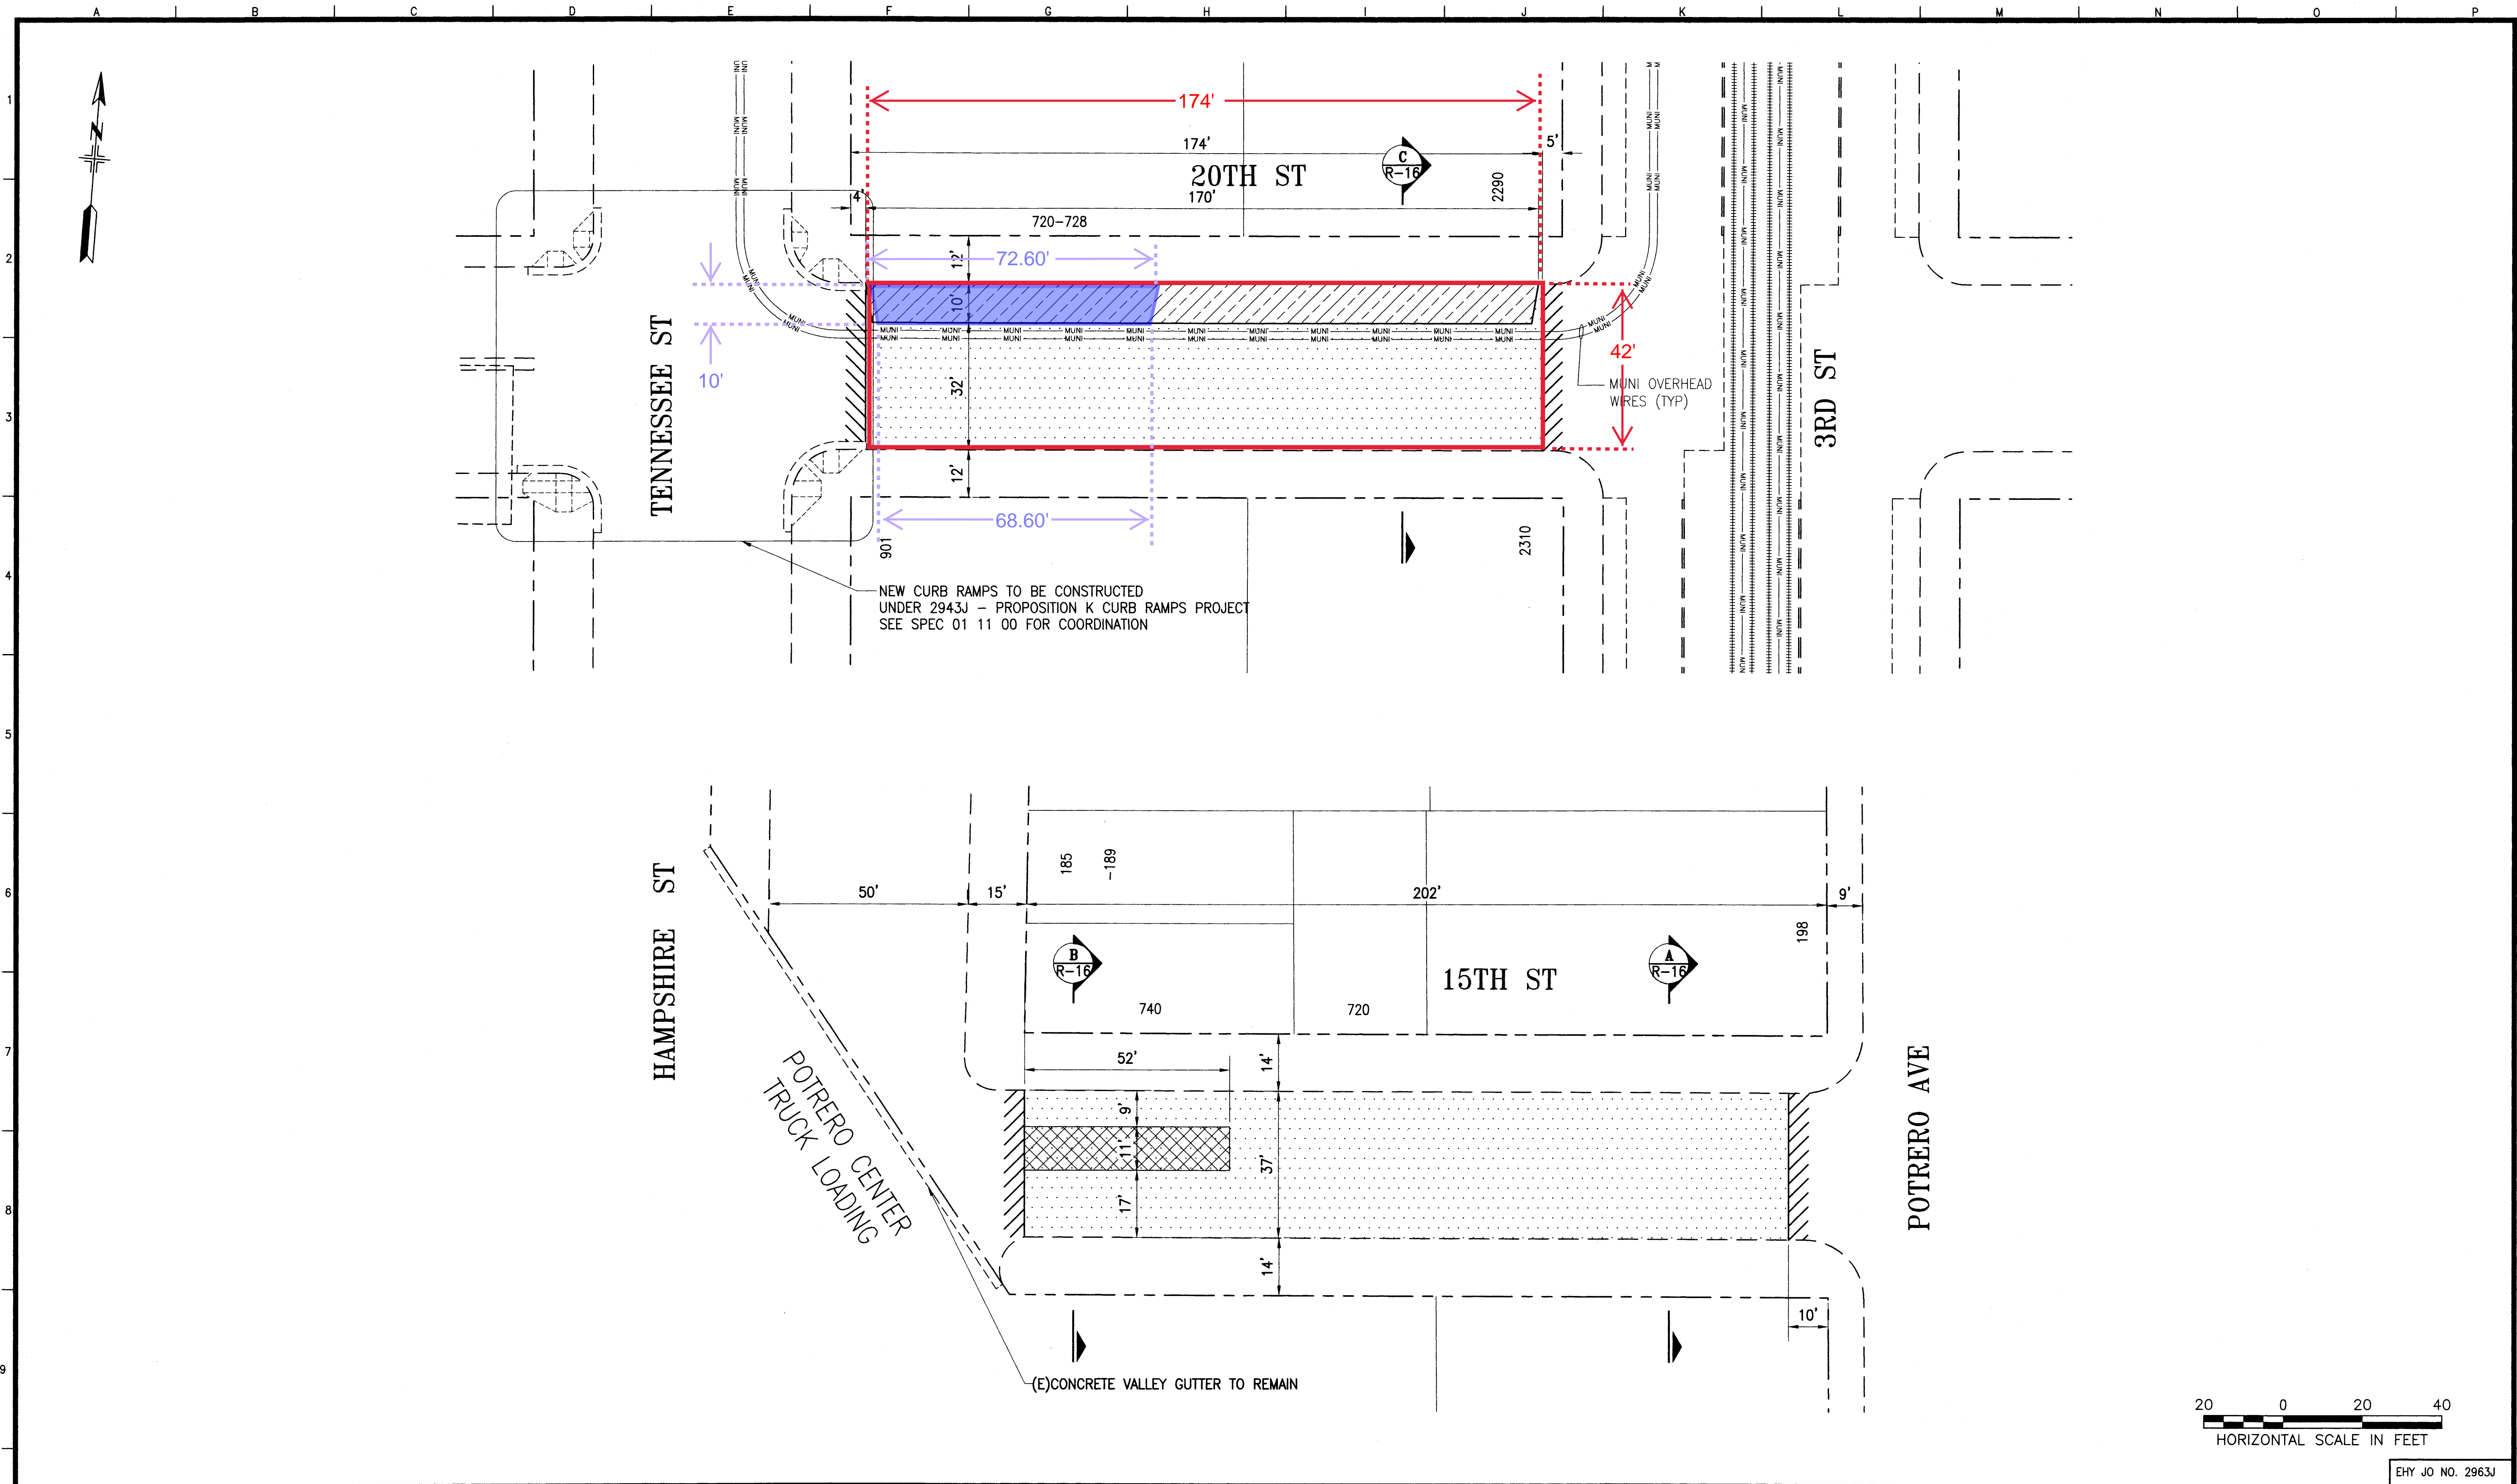 A B C D E F G H I J K L M N O P
1
2
3
4
5
6
7
8
9
N
174'
174'
5'
20TH ST
C
R-16
2290
4'
170'
720-728
12'
72.60'
10'
10'
32'
42'
12'
68.60'
MUNI OVERHEAD
WIRES (TYP)
MUNI
TENNESSEE ST
3RD ST
901
2310
NEW CURB RAMPS TO BE CONSTRUCTED
UNDER 2943J – PROPOSITION K CURB RAMPS PROJECT
SEE SPEC 01 11 00 FOR COORDINATION
HAMPSHIRE ST
50'
15'
202'
9'
185
-189
198
B
R-16
A
R-16
15TH ST
740
720
52'
14'
9'
11'
37'
17'
14'
10'
POTRERO CENTER
TRUCK LOADING
POTRERO AVE
(E)CONCRETE VALLEY GUTTER TO REMAIN
20 0 20 40
HORIZONTAL SCALE IN FEET
EHY JO NO. 2963J